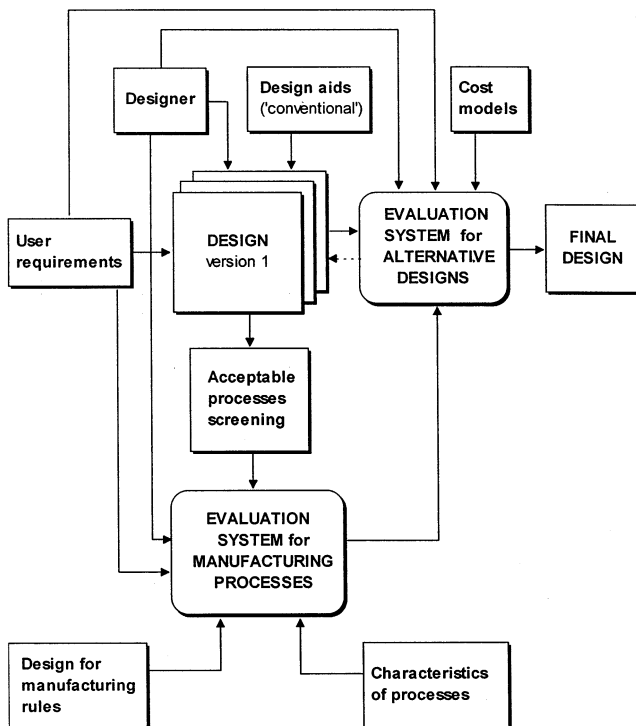 Designer
Design aids
('conventional')
Cost
models
User
requirements
DESIGN
version 1
EVALUATION
SYSTEM for
ALTERNATIVE
DESIGNS
FINAL
DESIGN
Acceptable
processes
screening
EVALUATION
SYSTEM for
MANUFACTURING
PROCESSES
Design for
manufacturing
rules
Characteristics
of processes